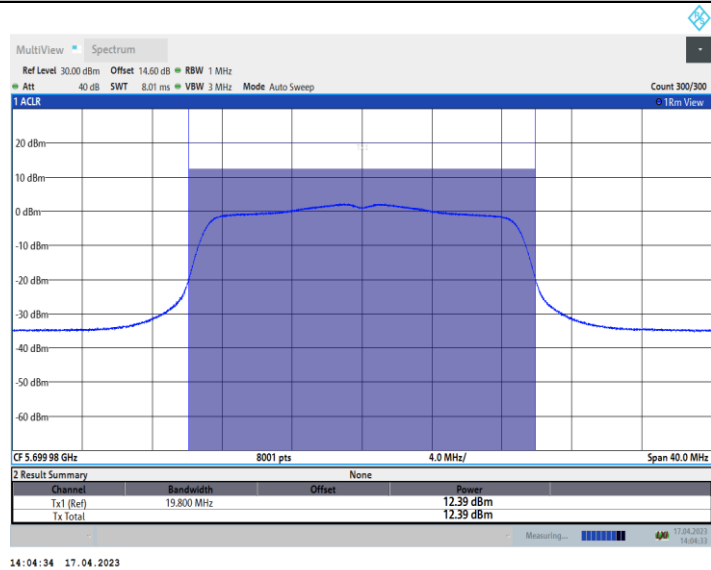 MultiView Spectrum
Ref Level 30.00 dBm Offset 14.60 dB RBW 1 MHz
Att 40 dB SWT 8.01 ms VBW 3 MHz Mode Auto Sweep Count 300/300
1 ACLR 1Rm View
20 dBm
10 dBm
0 dBm
-10 dBm
-20 dBm
-30 dBm
-40 dBm
-50 dBm
-60 dBm
CF 5.699 98 GHz 8001 pts 4.0 MHz/ Span 40.0 MHz
2 Result Summary None
Channel Bandwidth Offset Power
Tx1 (Ref) 19.800 MHz 12.39 dBm
Tx Total 12.39 dBm
Measuring... 17.04.2023
14:04:33
14:04:34 17.04.2023